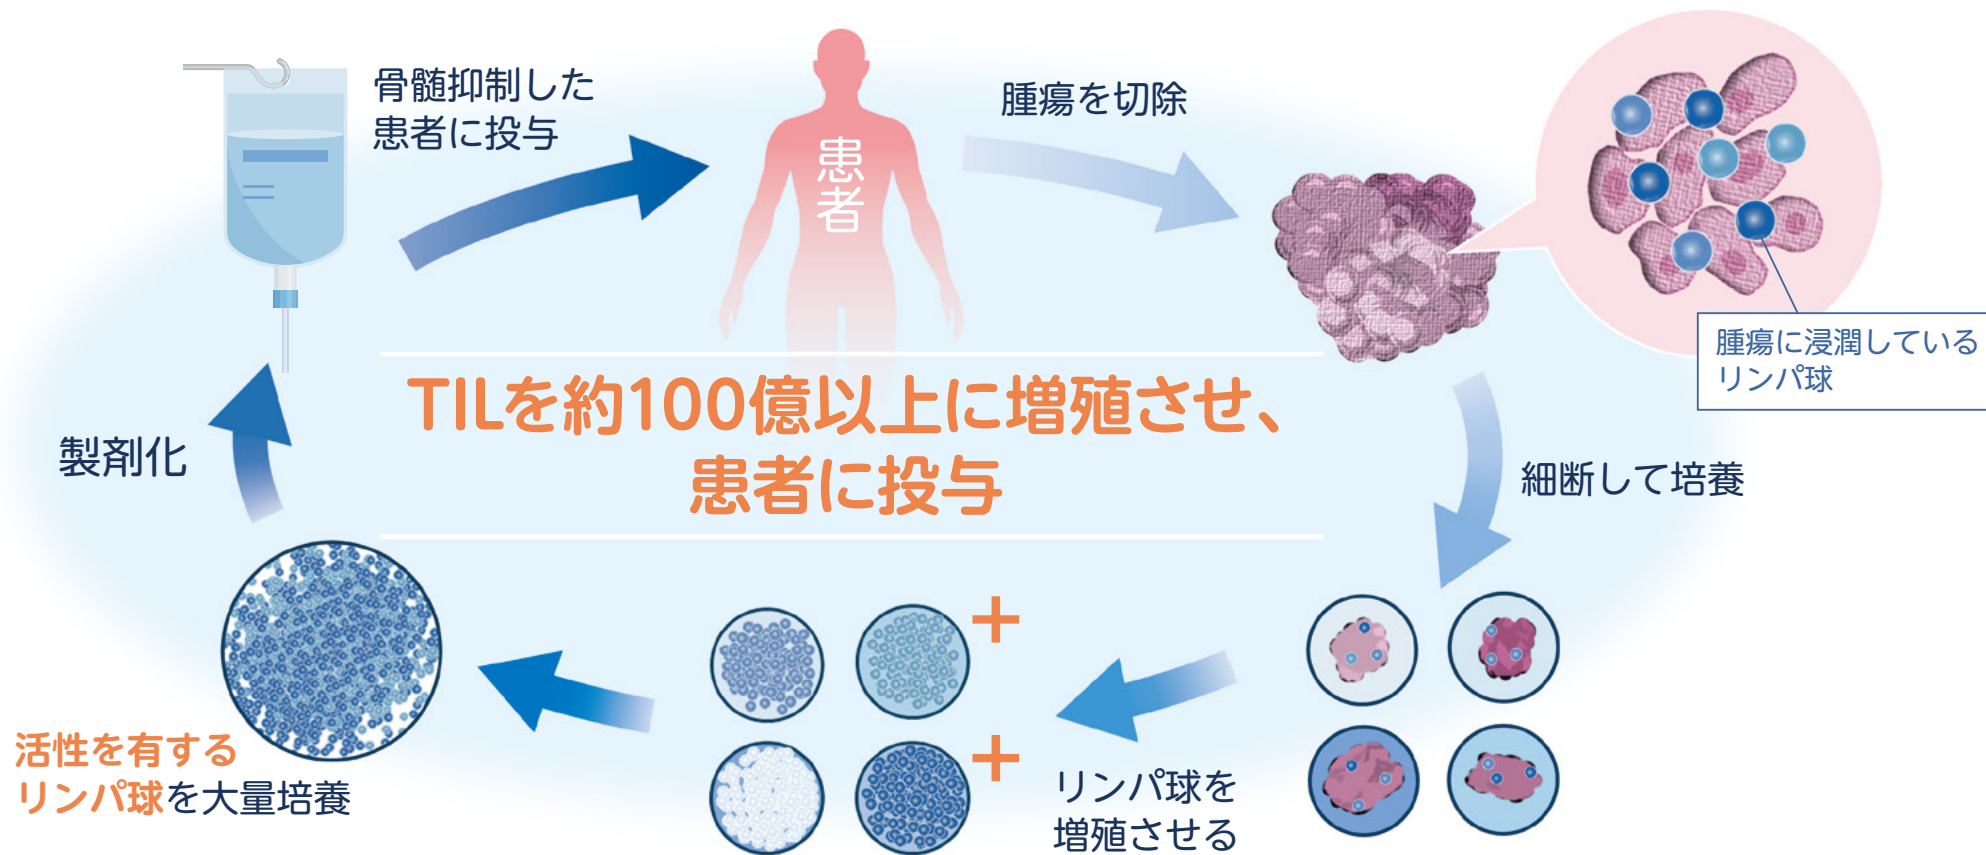 骨髄抑制した
患者に投与
患者
腫瘍を切除
腫瘍に浸潤している
リンパ球
TILを約100億以上に増殖させ、
患者に投与
製剤化
細断して培養
活性を有する
リンパ球を大量培養
+
+
リンパ球を
増殖させる